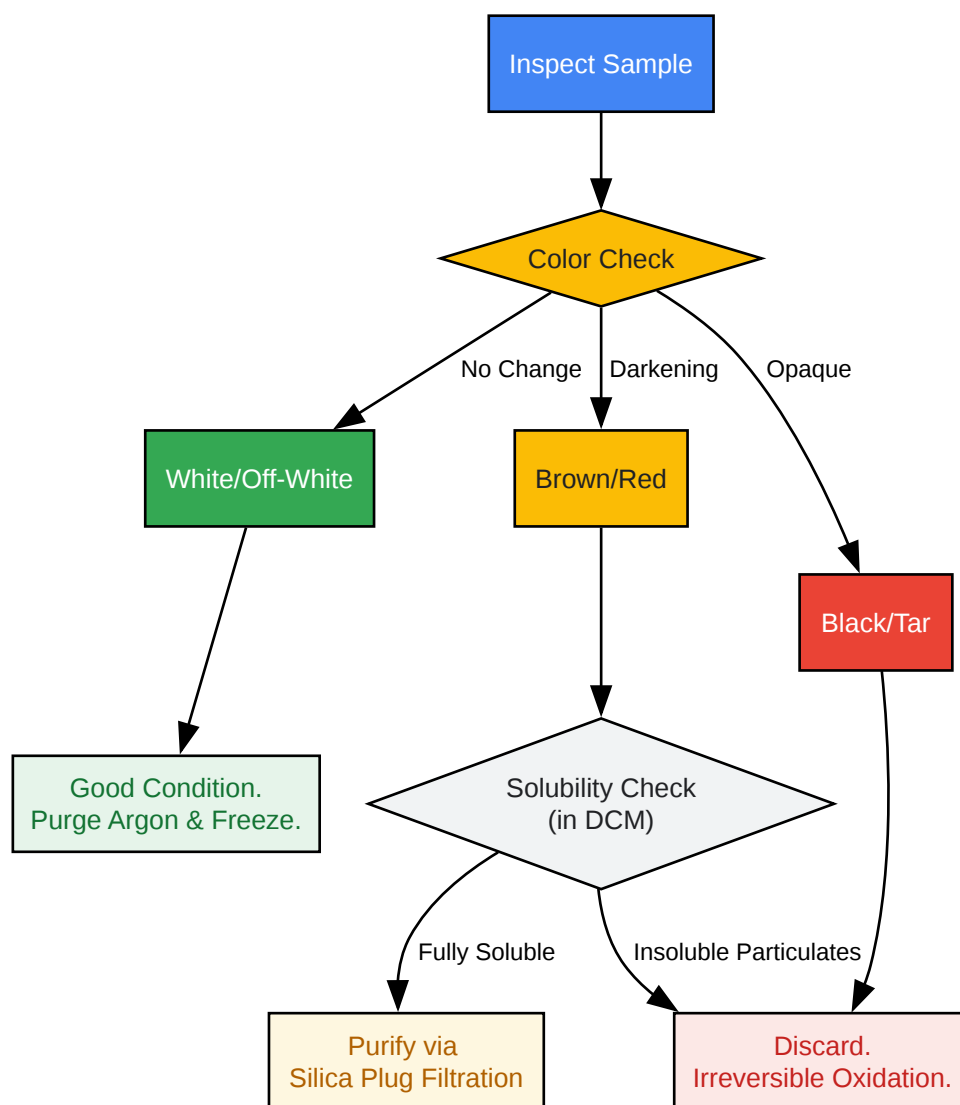 Inspect Sample
Color Check
No Change
Darkening
Opaque
White/Off-White
Brown/Red
Black/Tar
Good Condition.
Purge Argon & Freeze.
Solubility Check
(in DCM)
Fully Soluble
Insoluble Particulates
Purify via
Silica Plug Filtration
Discard.
Irreversible Oxidation.